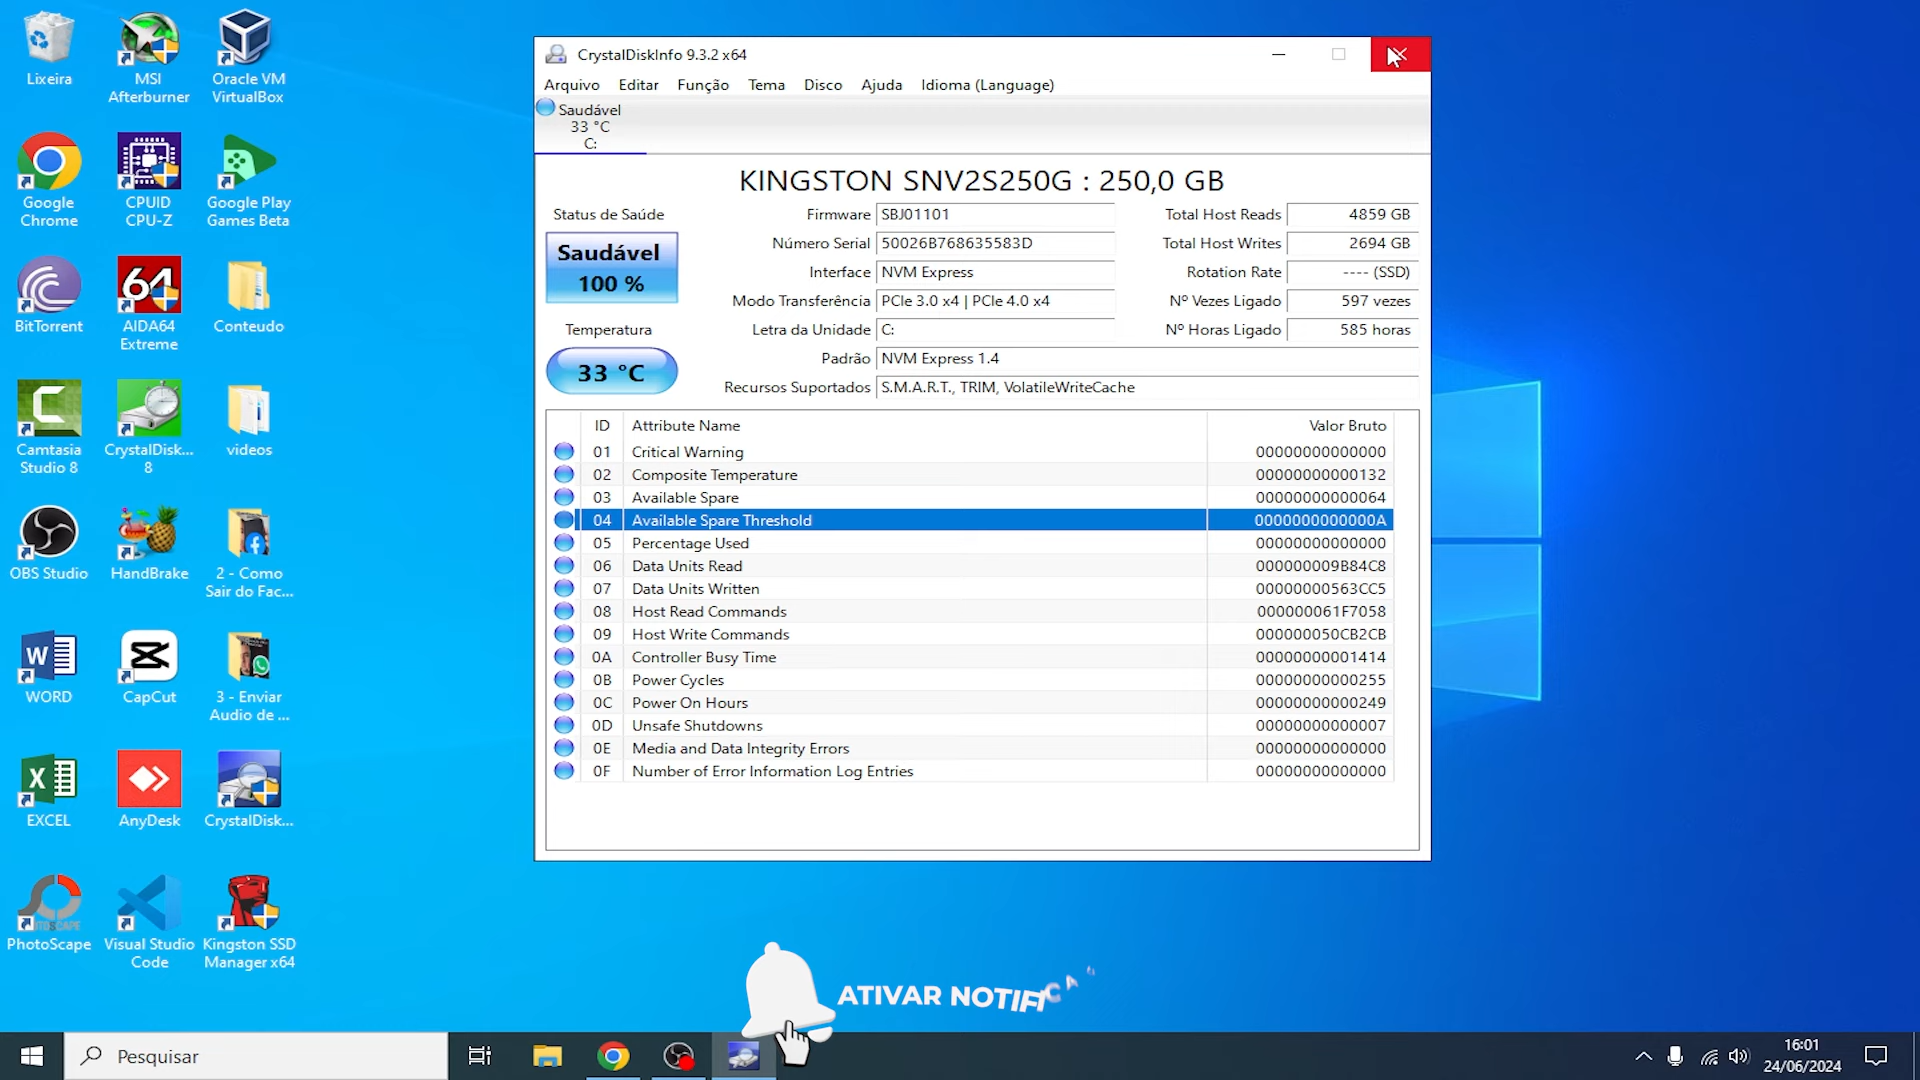 Lixeira
MSI
Afterburner
Oracle VM
VirtualBox
Google
Chrome
CPUID
CPU-Z
Google Play
Games Beta
BitTorrent
64
AIDA64
Extreme
Conteudo
Camtasia
Studio 8
CrystalDisk...
8
videos
OBS Studio
HandBrake
2 - Como
Sair do Fac...
W
WORD
CapCut
3 - Enviar
Audio de ...
X
EXCEL
AnyDesk
CrystalDisk...
PhotoScape
Visual Studio
Code
Kingston SSD
Manager x64
CrystalDiskInfo 9.3.2 x64
Arquivo Editar Função Tema Disco Ajuda Idioma (Language)
Saudável
33 °C
C:
KINGSTON SNV2S250G : 250,0 GB
Status de Saúde
Saudável
100 %
Temperatura
33 °C
Firmware SBJ01101
Número Serial 50026B768635583D
Interface NVM Express
Modo Transferência PCIe 3.0 x4 | PCIe 4.0 x4
Letra da Unidade C:
Padrão NVM Express 1.4
Recursos Suportados S.M.A.R.T., TRIM, VolatileWriteCache
Total Host Reads 4859 GB
Total Host Writes 2694 GB
Rotation Rate ---- (SSD)
Nº Vezes Ligado 597 vezes
Nº Horas Ligado 585 horas
ID Attribute Name Valor Bruto
01 Critical Warning 00000000000000
02 Composite Temperature 00000000000132
03 Available Spare 00000000000064
04 Available Spare Threshold 0000000000000A
05 Percentage Used 00000000000000
06 Data Units Read 000000009B84C8
07 Data Units Written 00000000563CC5
08 Host Read Commands 000000061F7058
09 Host Write Commands 000000050CB2CB
0A Controller Busy Time 00000000001414
0B Power Cycles 00000000000255
0C Power On Hours 00000000000249
0D Unsafe Shutdowns 00000000000007
0E Media and Data Integrity Errors 00000000000000
0F Number of Error Information Log Entries 00000000000000
ATIVAR NOTIFICA
Pesquisar
16:01
24/06/2024